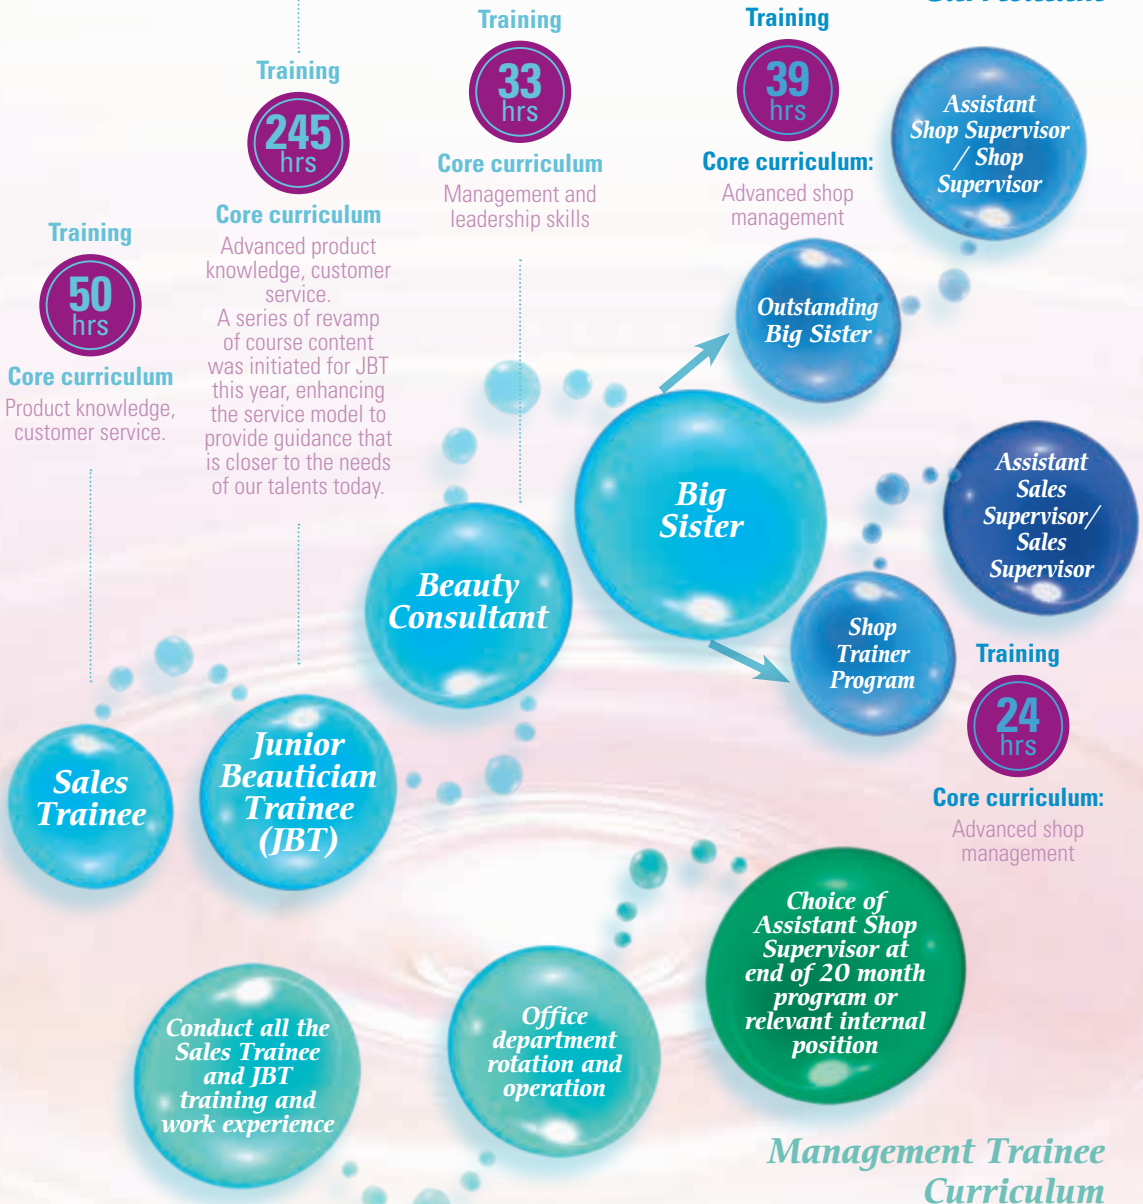 Training
50
hrs
Core curriculum
Product knowledge,
customer service.
Training
245
hrs
Core curriculum
Advanced product
knowledge, customer
service.
A series of revamp
of course content
was initiated for JBT
this year, enhancing
the service model to
provide guidance that
is closer to the needs
of our talents today.
Training
33
hrs
Core curriculum
Management and
leadership skills
Training
39
hrs
Core curriculum:
Advanced shop
management
Assistant
Shop Supervisor
/ Shop
Supervisor
Outstanding
Big Sister
Big
Sister
Beauty
Consultant
Assistant
Sales
Supervisor/
Sales
Supervisor
Shop
Trainer
Program
Training
24
hrs
Core curriculum:
Advanced shop
management
Sales
Trainee
Junior
Beautician
Trainee
(JBT)
Conduct all the
Sales Trainee
and JBT
training and
work experience
Office
department
rotation and
operation
Choice of
Assistant Shop
Supervisor at
end of 20 month
program or
relevant internal
position
Management Trainee
Curriculum